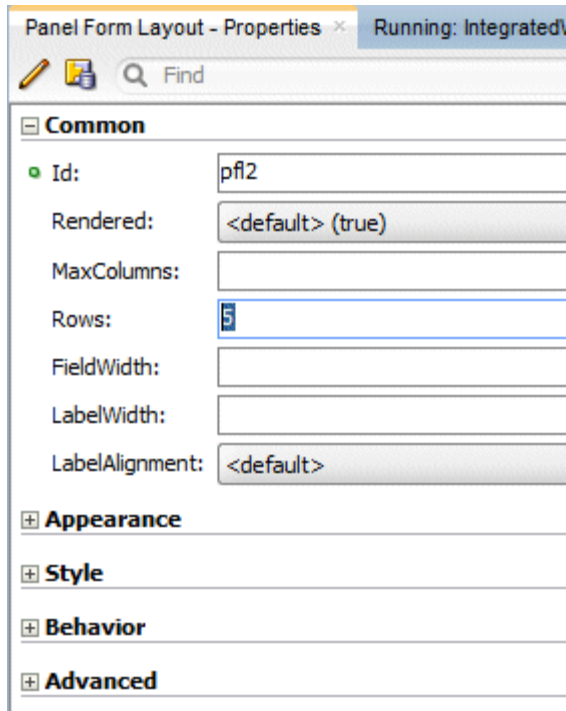 Panel Form Layout - Properties × Running: Integrated
Find
Common
Id: pfl2
Rendered: <default> (true)
MaxColumns:
Rows: 5
FieldWidth:
LabelWidth:
LabelAlignment: <default>
Appearance
Style
Behavior
Advanced